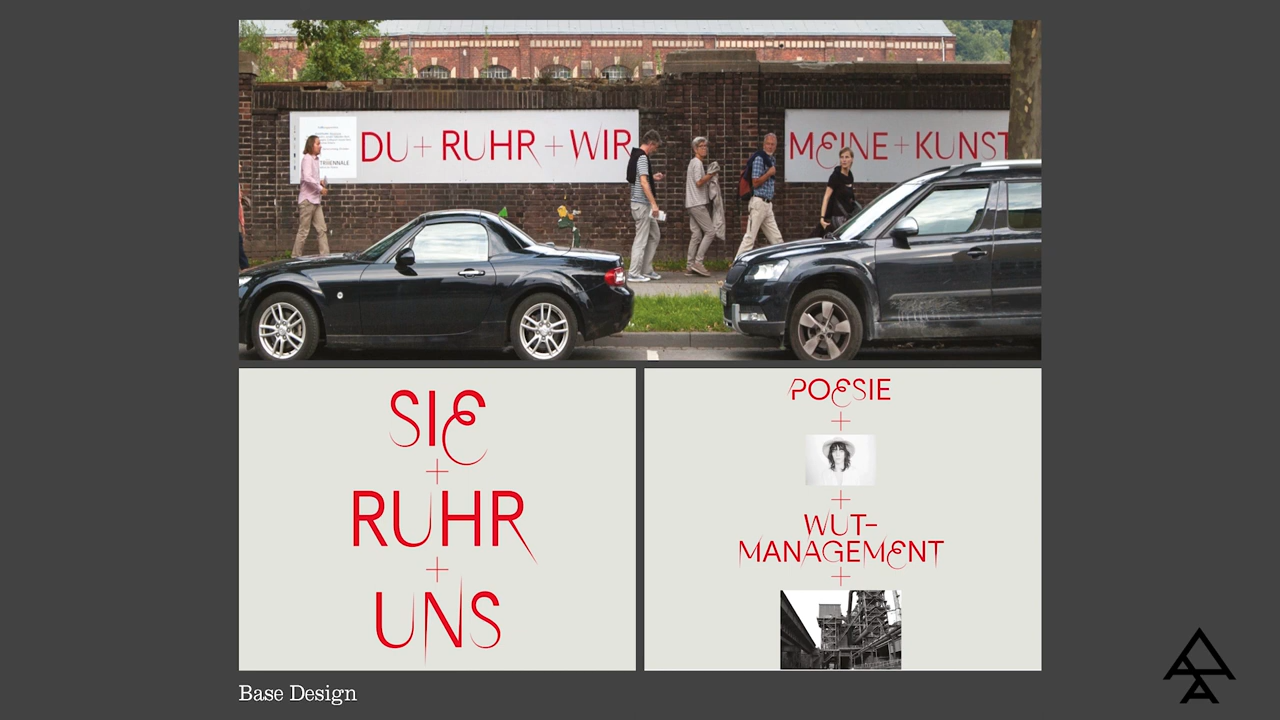 DU + RUHR + WIR
TRIENNALE
MEINE + KUNST
SIE
+
RUHR
+
UNS
POESIE
+
+
WUT-
MANAGEMENT
+
Base Design